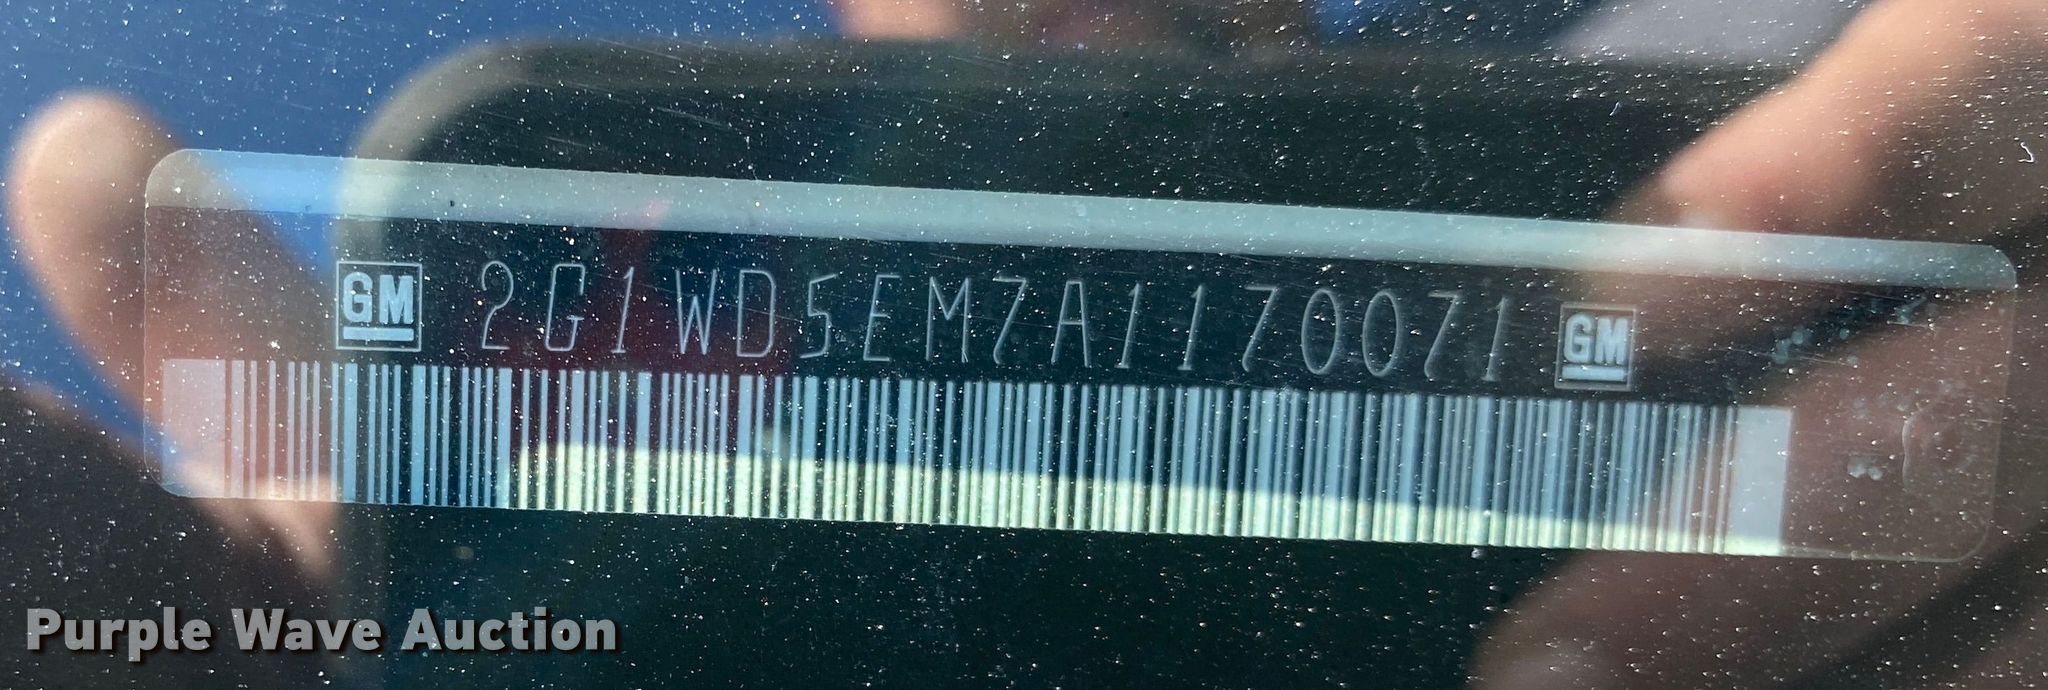 GM 2G1WD5EM7A1170071 GM
Purple Wave Auction